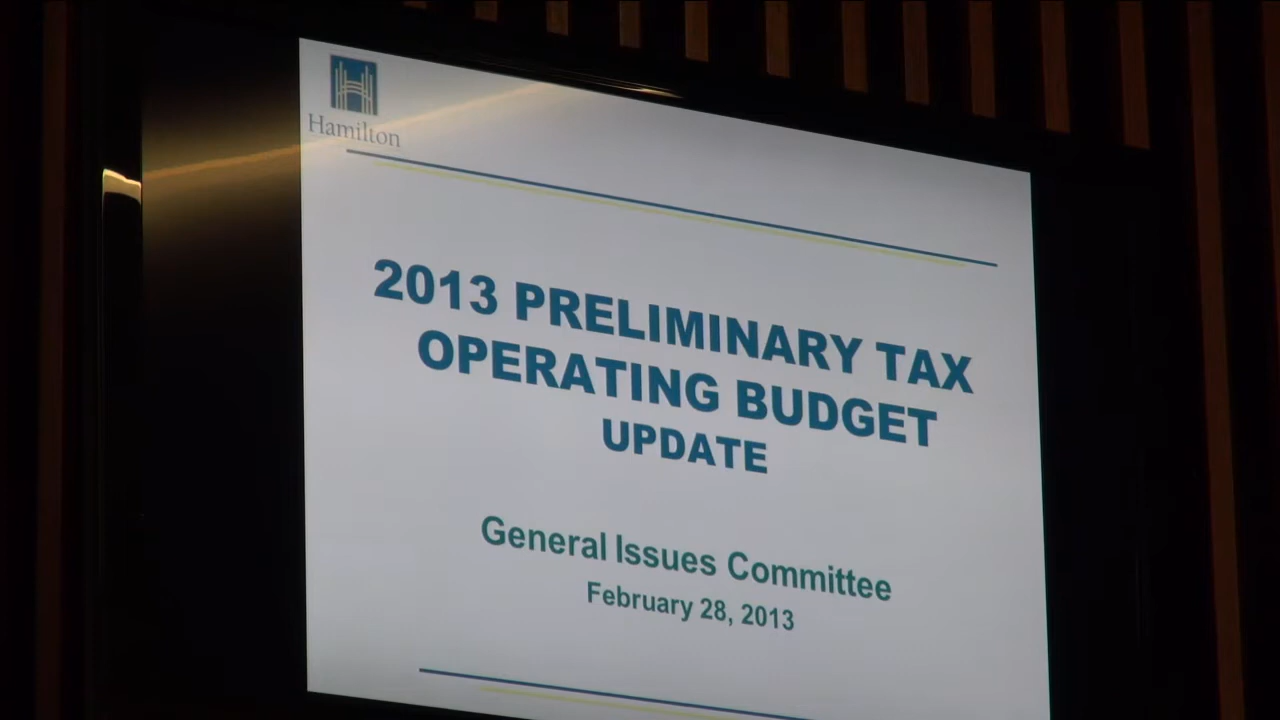 Hamilton
2013 PRELIMINARY TAX
OPERATING BUDGET
UPDATE
General Issues Committee
February 28, 2013